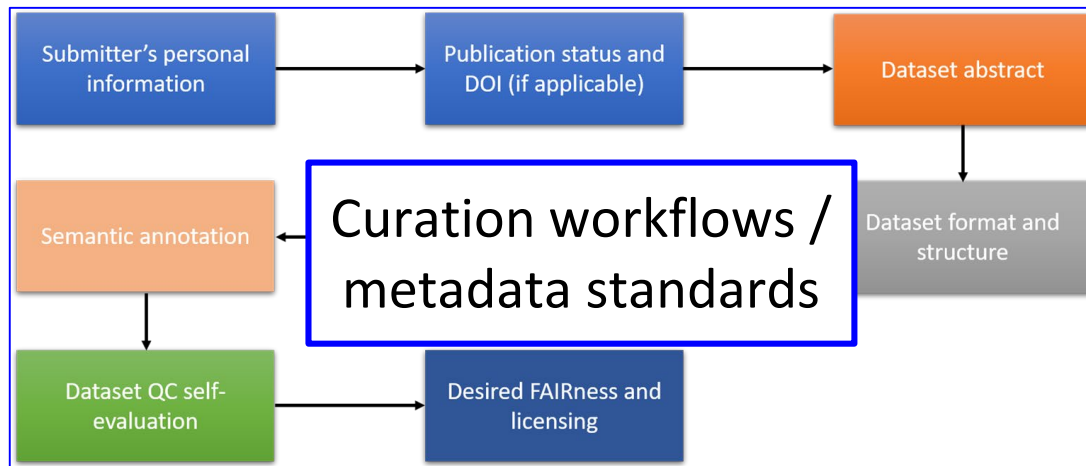 Submitter's personal
information
Publication status and
DOI (if applicable)
Dataset abstract
Curation workflows /
metadata standards
Dataset format and
structure
Semantic annotation
Dataset QC self-
evaluation
Desired FAIRness and
licensing